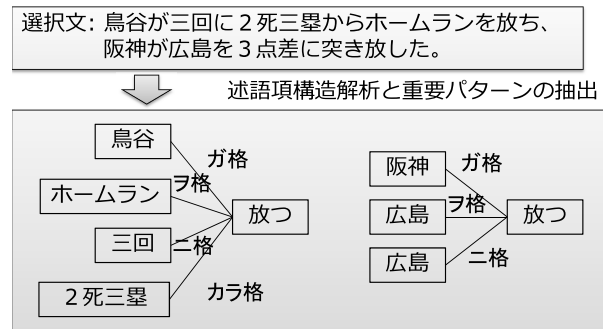 選択文: 鳥谷が三回に2死三塁からホームランを放ち、
阪神が広島を3点差に突き放した。
述語項構造解析と重要パターンの抽出
鳥谷
ガ格
ホームラン
ヲ格
三回
ニ格
2死三塁
カラ格
放つ
阪神
ガ格
広島
ヲ格
広島
ニ格
放つ